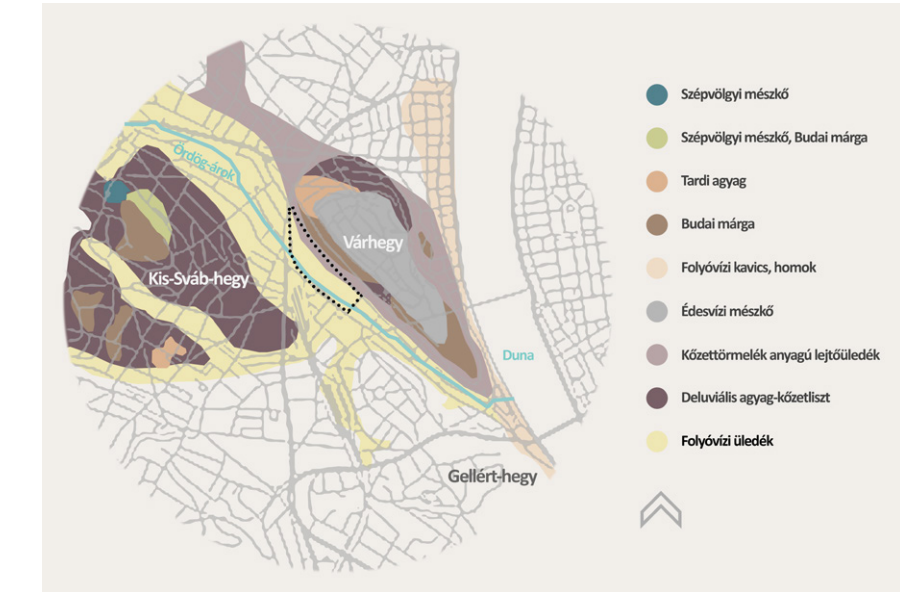 Szépvölgyi mészkő
Szépvölgyi mészkő, Budai márga
Tardi agyag
Budai márga
Folyóvízi kavics, homok
Édesvízi mészkő
Kőzettörmelék anyagú lejtőüledék
Deluviális agyag-kőzetliszt
Folyóvízi üledék
Ördög-árok
Várhegy
Kis-Sváb-hegy
Duna
Gellért-hegy